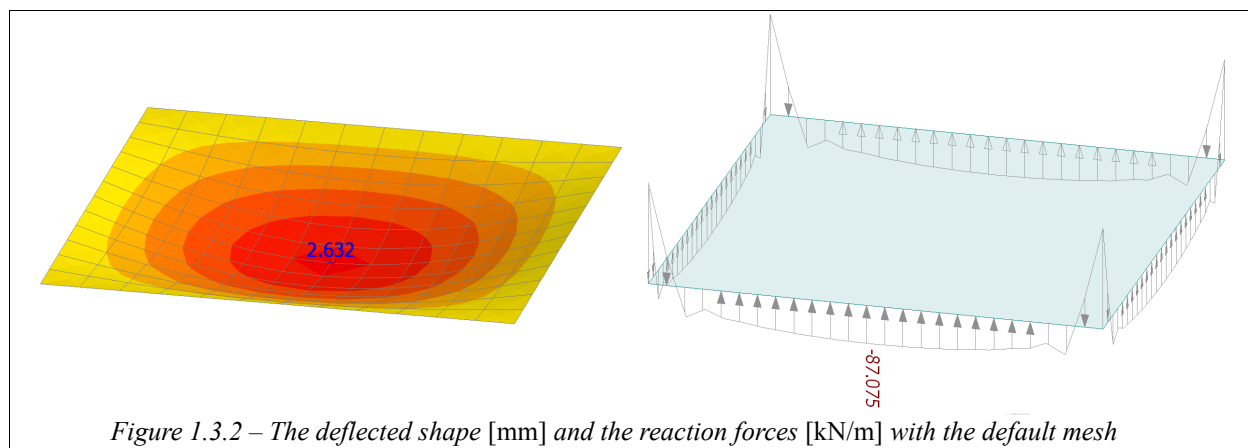 2.632
-87.075
Figure 1.3.2 – The deflected shape [mm] and the reaction forces [kN/m] with the default mesh